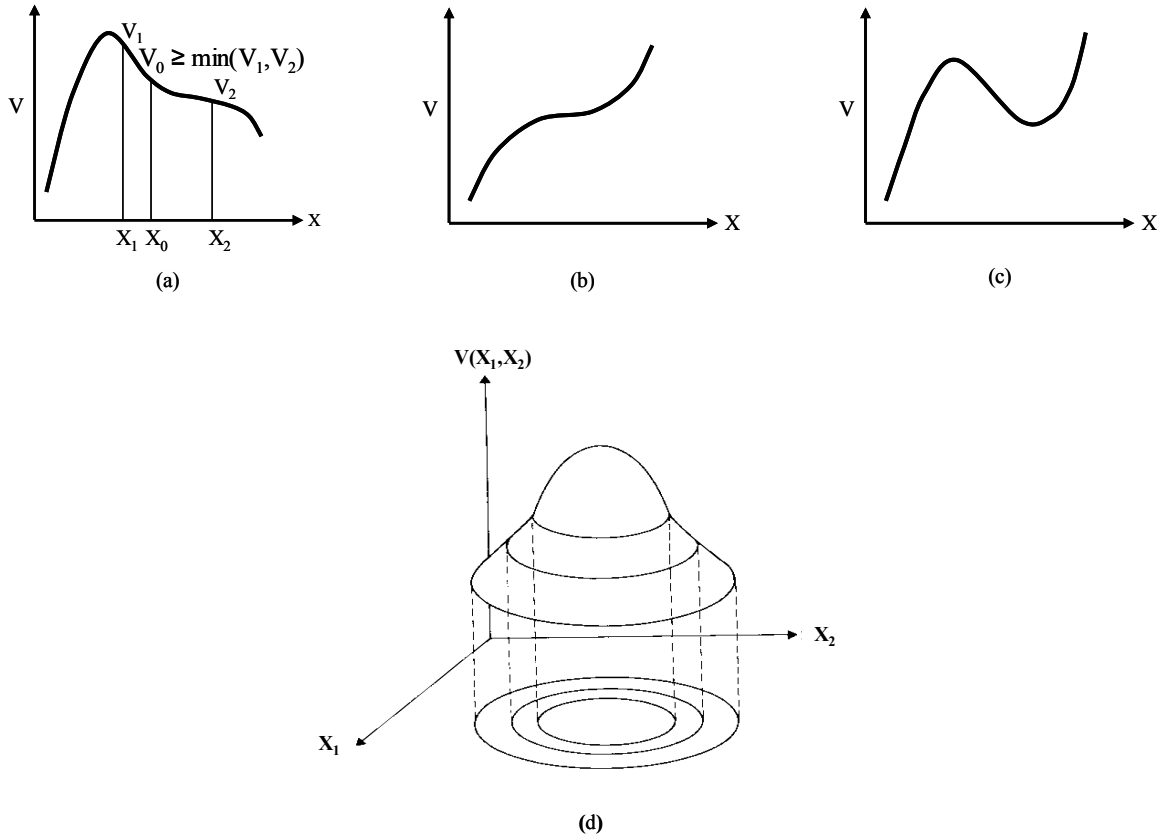 V₁
V₀ ≥ min(V₁,V₂)
V₂
V
X
X₁ X₀ X₂
(a)
V
X
(b)
V
X
(c)
V(X₁,X₂)
X₂
X₁
(d)